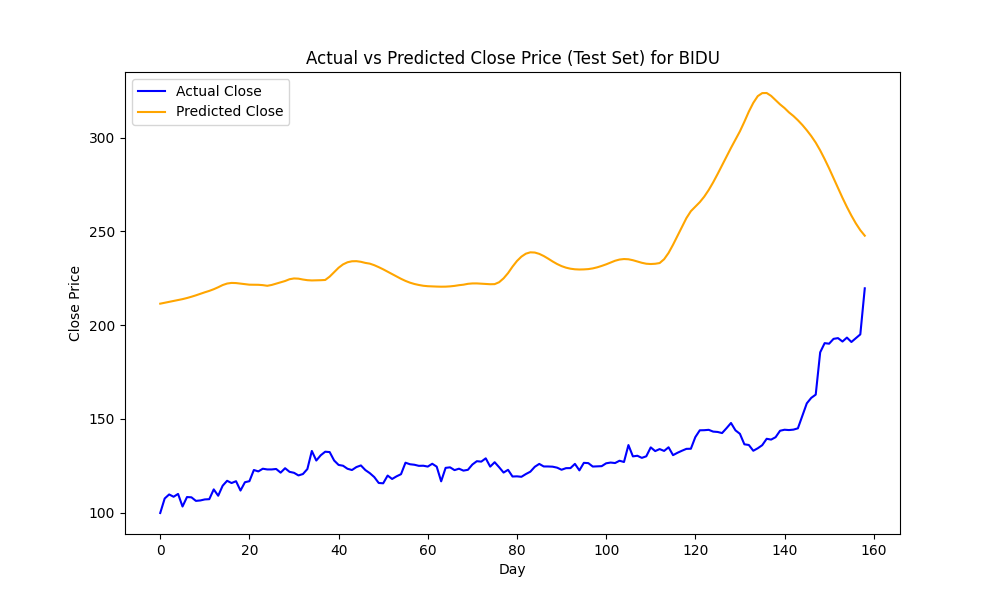 Actual vs Predicted Close Price (Test Set) for BIDU
Actual Close
Predicted Close
300
250
200
150
100
Close Price
0 20 40 60 80 100 120 140 160
Day